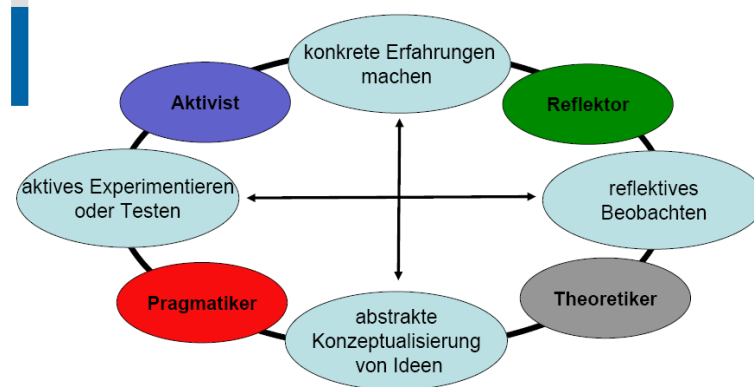 konkrete Erfahrungen
machen
Aktivist
Reflektor
aktives Experimentieren
oder Testen
reflektives
Beobachten
Pragmatiker
Theoretiker
abstrakte
Konzeptualisierung
von Ideen